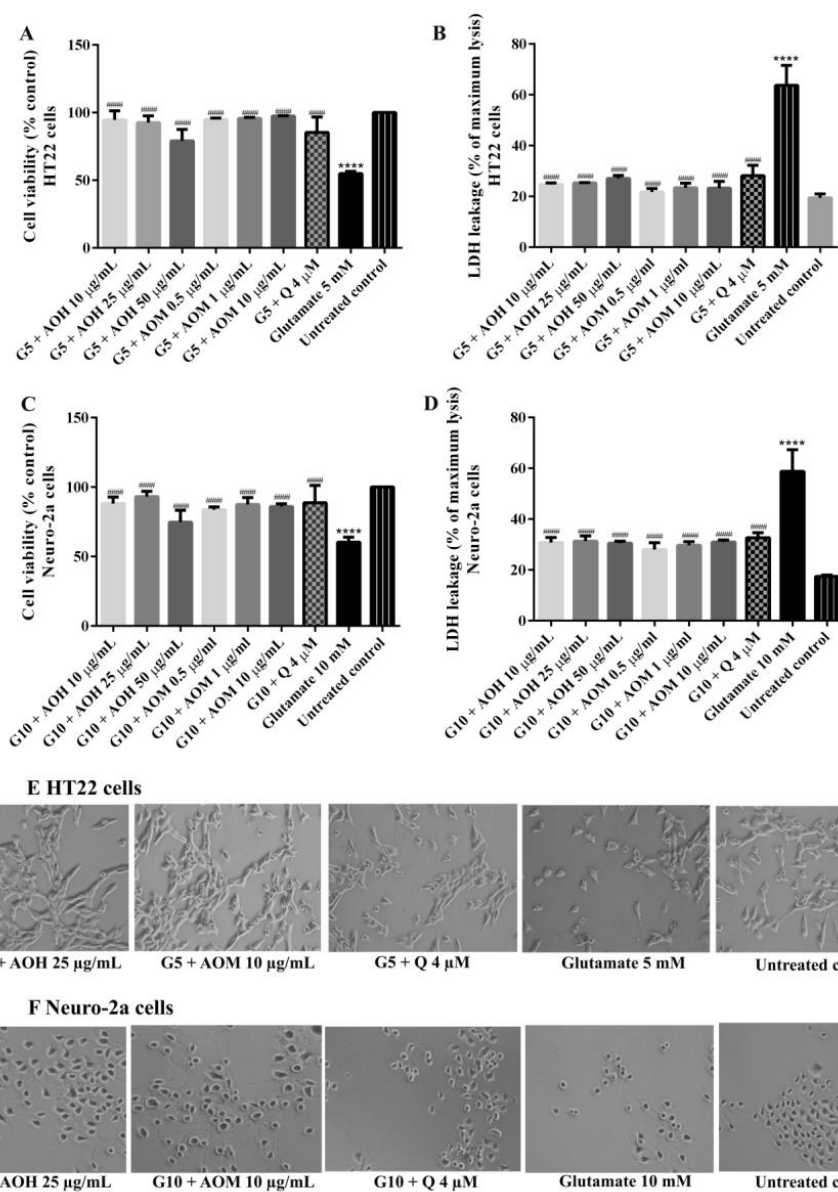 A
Cell viability (% control)
HT22 cells
150
100
50
0
#### #### #### #### #### #### #### ****
G5 + AOH 10 µg/mL
G5 + AOH 25 µg/mL
G5 + AOH 50 µg/mL
G5 + AOM 0.5 µg/mL
G5 + AOM 1 µg/mL
G5 + AOM 10 µg/mL
G5 + Q 4 µM
Glutamate 5 mM
Untreated control
B
LDH leakage (% of maximum lysis)
HT22 cells
80
60
40
20
0
#### #### #### #### #### #### #### ****
G5 + AOH 10 µg/mL
G5 + AOH 25 µg/mL
G5 + AOH 50 µg/mL
G5 + AOM 0.5 µg/ml
G5 + AOM 1 µg/ml
G5 + AOM 10 µg/mL
G5 + Q 4 µM
Glutamate 5 mM
Untreated control
C
Cell viability (% control)
Neuro-2a cells
150
100
50
0
#### #### #### #### #### #### #### ****
G10 + AOH 10 µg/mL
G10 + AOH 25 µg/mL
G10 + AOH 50 µg/mL
G10 + AOM 0.5 µg/ml
G10 + AOM 1 µg/ml
G10 + AOM 10 µg/mL
G10 + Q 4 µM
Glutamate 10 mM
Untreated control
D
LDH leakage (% of maximum lysis)
Neuro-2a cells
80
60
40
20
0
#### #### #### #### #### #### #### ****
G10 + AOH 10 µg/mL
G10 + AOH 25 µg/mL
G10 + AOH 50 µg/mL
G10 + AOM 0.5 µg/ml
G10 + AOM 1 µg/ml
G10 + AOM 10 µg/mL
G10 + Q 4 µM
Glutamate 10 mM
Untreated control
E HT22 cells
+ AOH 25 µg/mL G5 + AOM 10 µg/mL G5 + Q 4 µM Glutamate 5 mM Untreated c
F Neuro-2a cells
AOH 25 µg/mL G10 + AOM 10 µg/mL G10 + Q 4 µM Glutamate 10 mM Untreated c